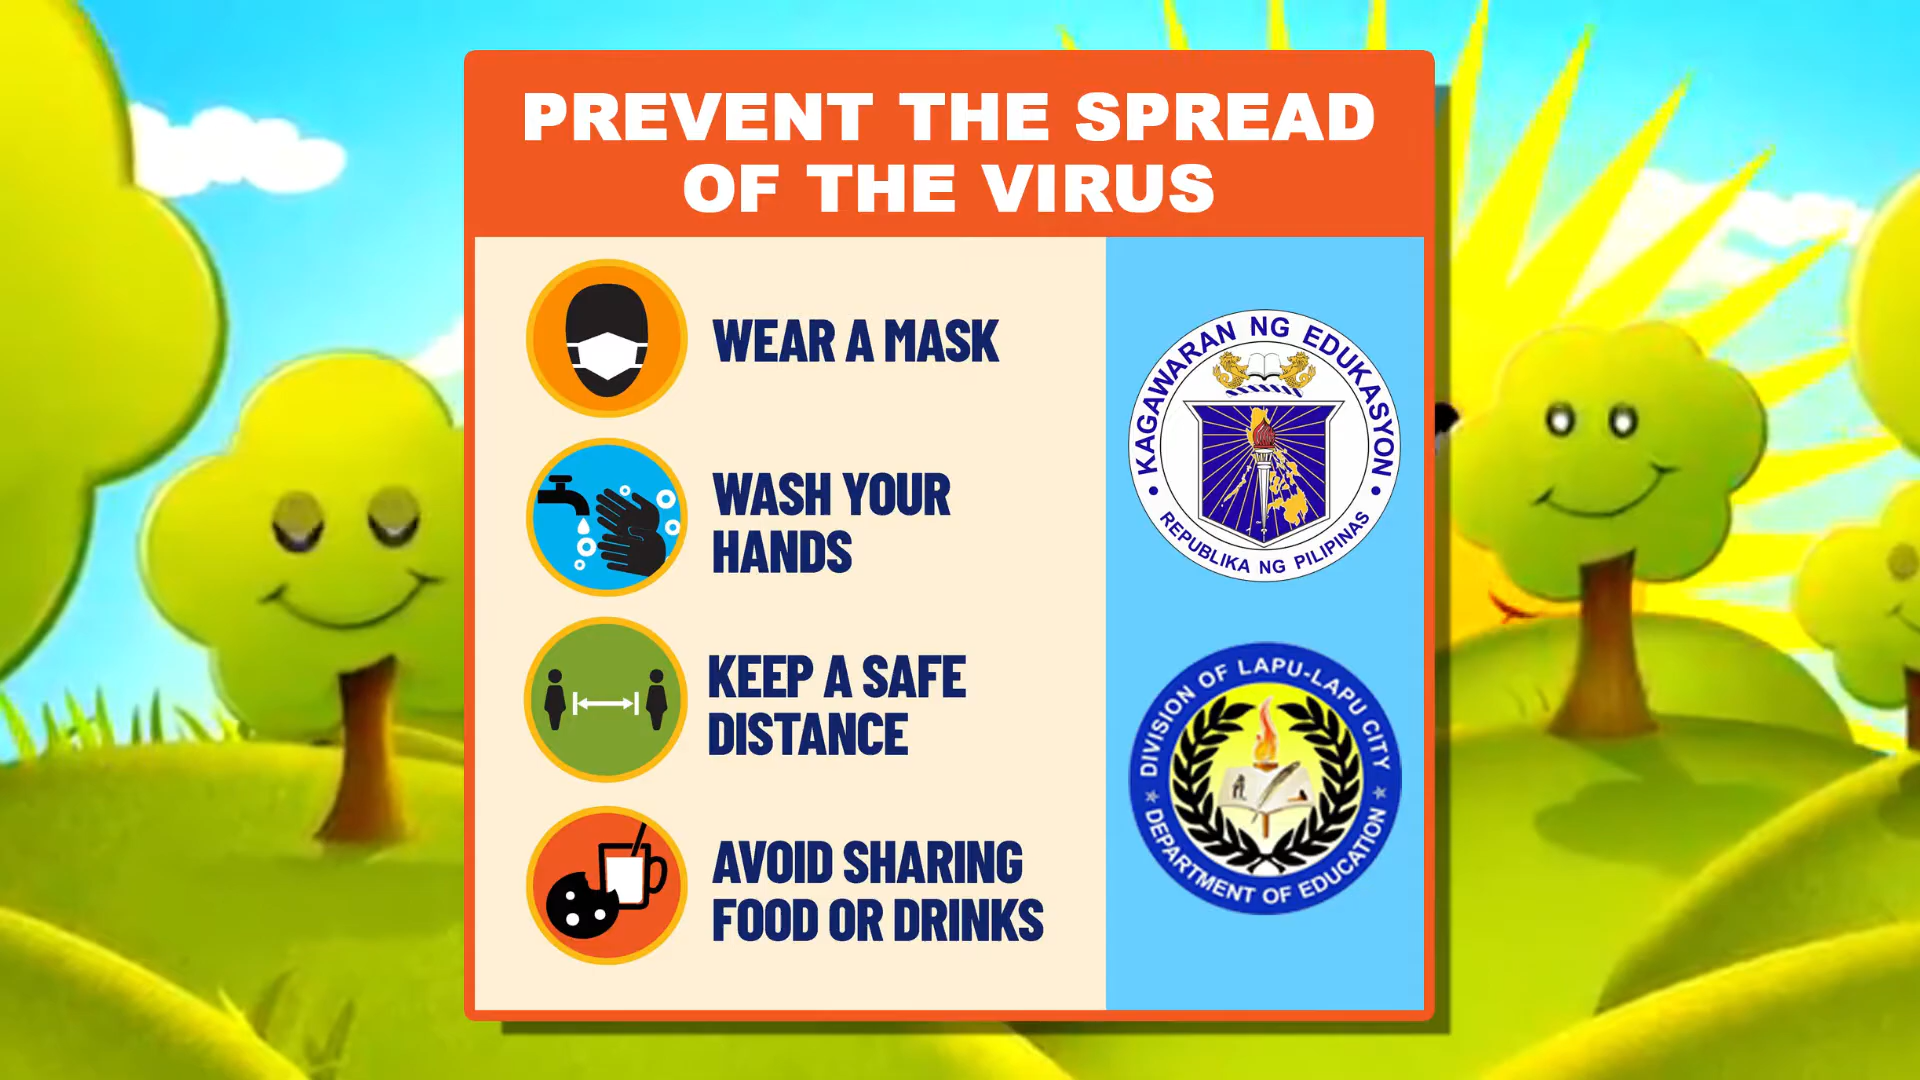 PREVENT THE SPREAD
OF THE VIRUS
WEAR A MASK
WASH YOUR
HANDS
KEEP A SAFE
DISTANCE
AVOID SHARING
FOOD OR DRINKS
KAGAWARAN NG EDUKASYON
REPUBLIKA NG PILIPINAS
DIVISION OF LAPU-LAPU CITY
DEPARTMENT OF EDUCATION